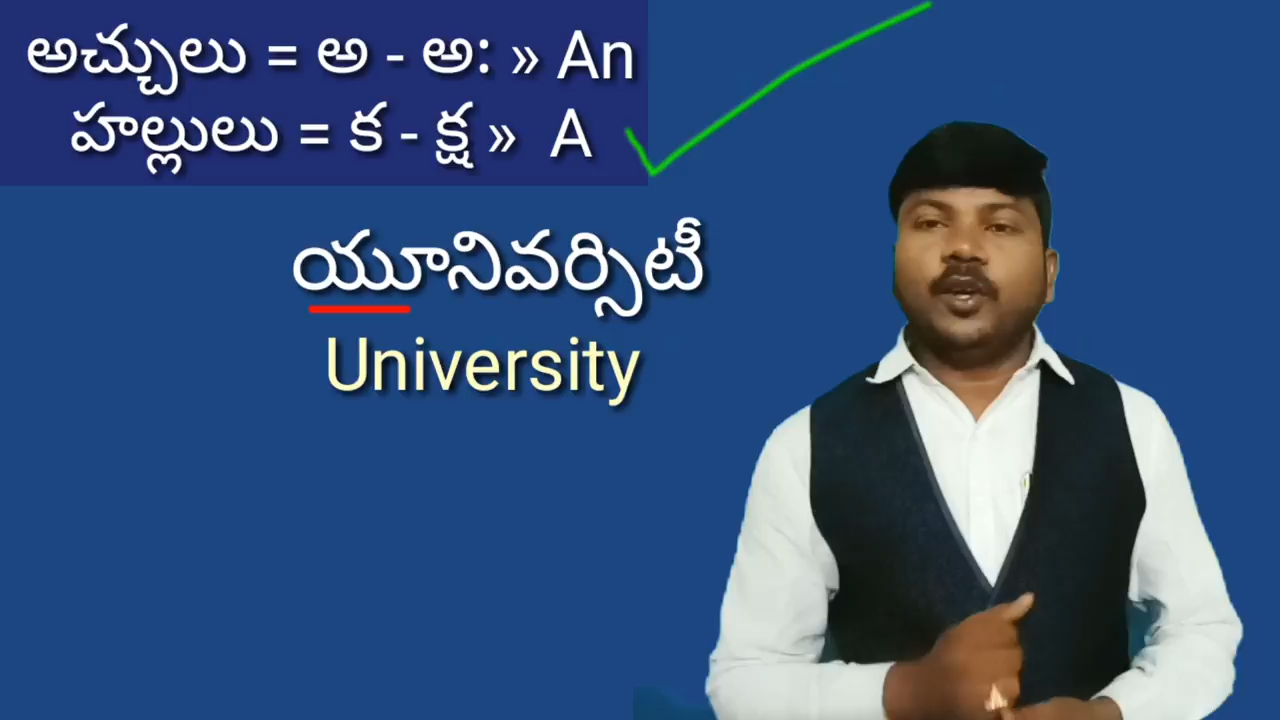 అచ్చులు = అ - అః » An
హల్లులు = క - క్ష » A
యూనివర్సిటీ
University